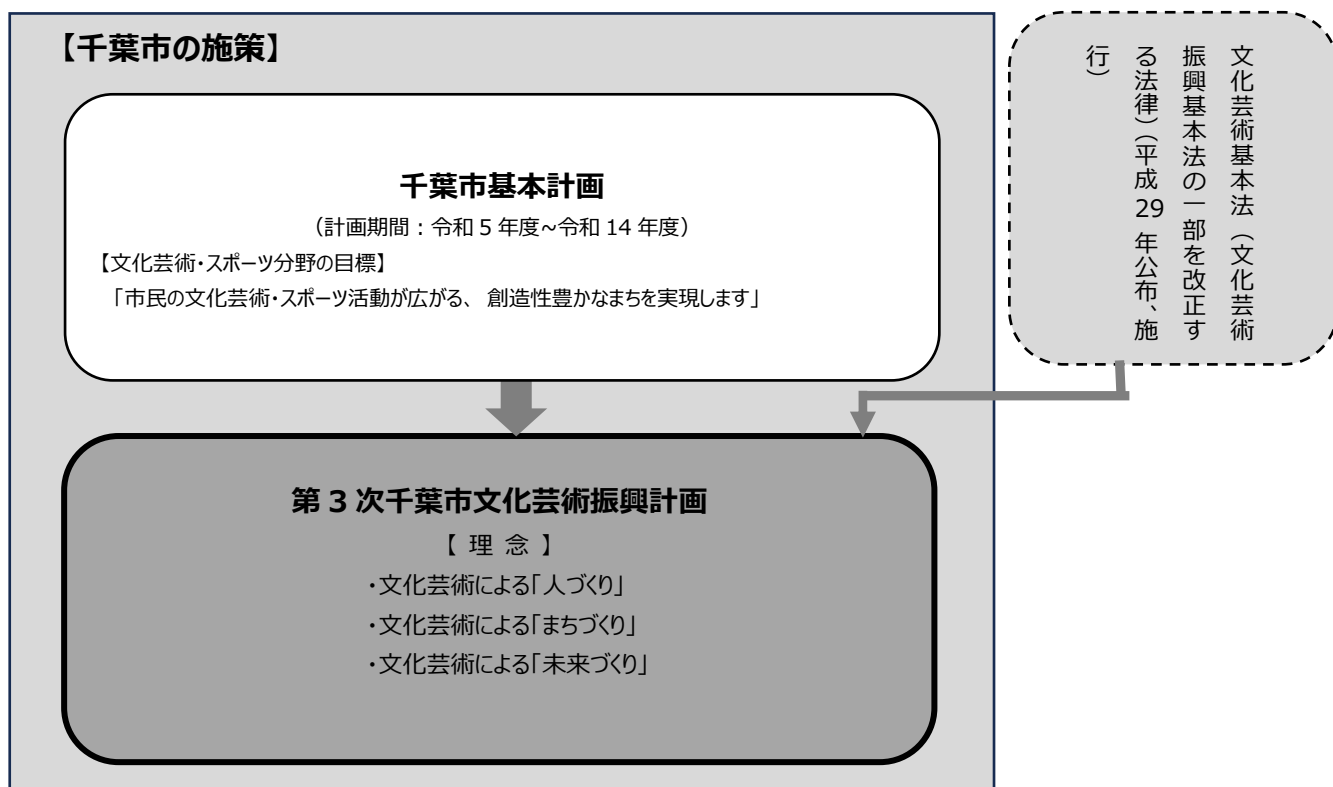 【千葉市の施策】
千葉市基本計画
（計画期間：令和 5 年度~令和 14 年度）
【文化芸術・スポーツ分野の目標】
「市民の文化芸術・スポーツ活動が広がる、 創造性豊かなまちを実現します」
第 3 次千葉市文化芸術振興計画
【 理 念 】
・文化芸術による「人づくり」
・文化芸術による「まちづくり」
・文化芸術による「未来づくり」
文化芸術基本法（文化芸術
振興基本法の一部を改正す
る法律）（平成 29 年公布、施
行）